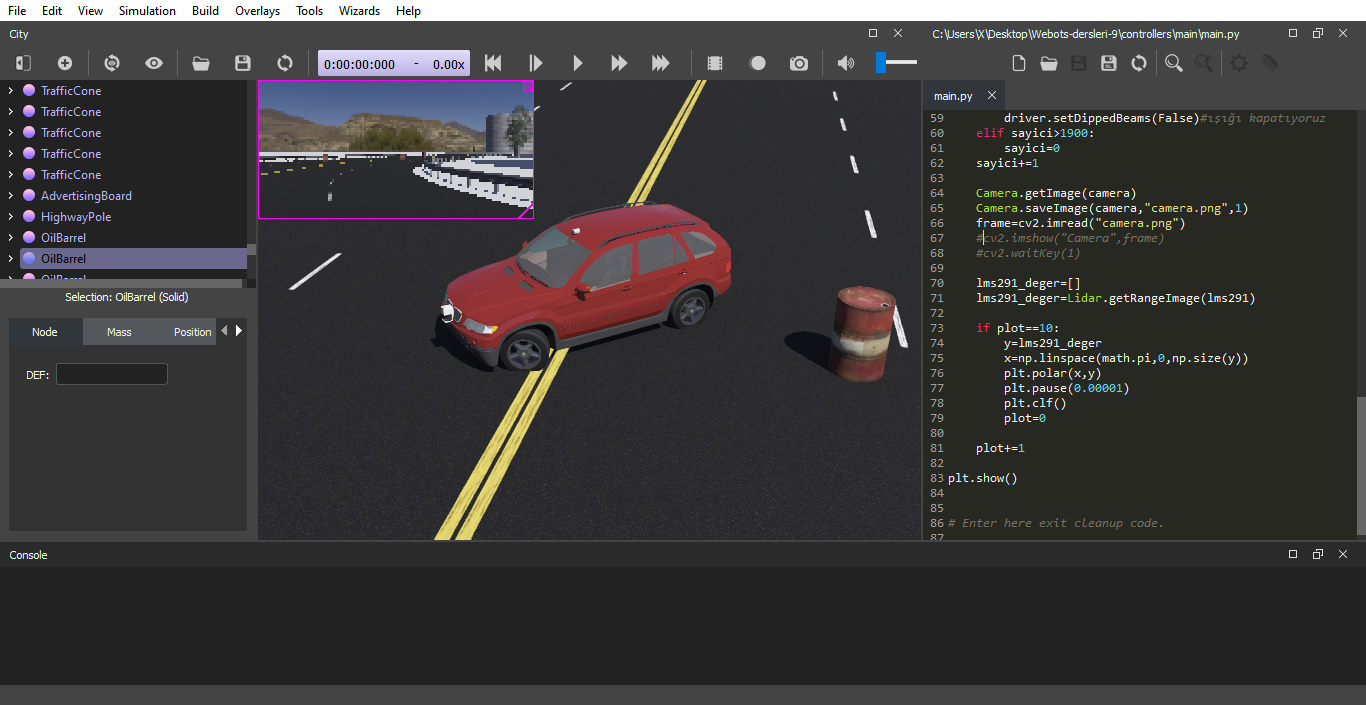 File Edit View Simulation Build Overlays Tools Wizards Help
City
0:00:00:000 - 0.00x
TrafficCone
TrafficCone
TrafficCone
TrafficCone
TrafficCone
AdvertisingBoard
HighwayPole
OilBarrel
OilBarrel
OilBarrel
Selection: OilBarrel (Solid)
Node Mass Position
DEF:
C:\Users\X\Desktop\Webots-dersleri-9\controllers\main\main.py
main.py
59 driver.setDippedBeams(False)#ışığı kapatıyoruz
60 elif sayici>1900:
61 sayici=0
62 sayici+=1
63
64 Camera.getImage(camera)
65 Camera.saveImage(camera,"camera.png",1)
66 frame=cv2.imread("camera.png")
67 #cv2.imshow("Camera",frame)
68 #cv2.waitKey(1)
69
70 lms291_deger=[]
71 lms291_deger=Lidar.getRangeImage(lms291)
72
73 if plot==10:
74 y=lms291_deger
75 x=np.linspace(math.pi,0,np.size(y))
76 plt.polar(x,y)
77 plt.pause(0.00001)
78 plt.clf()
79 plot=0
80
81 plot+=1
82
83 plt.show()
84
85
86 # Enter here exit cleanup code.
87
Console